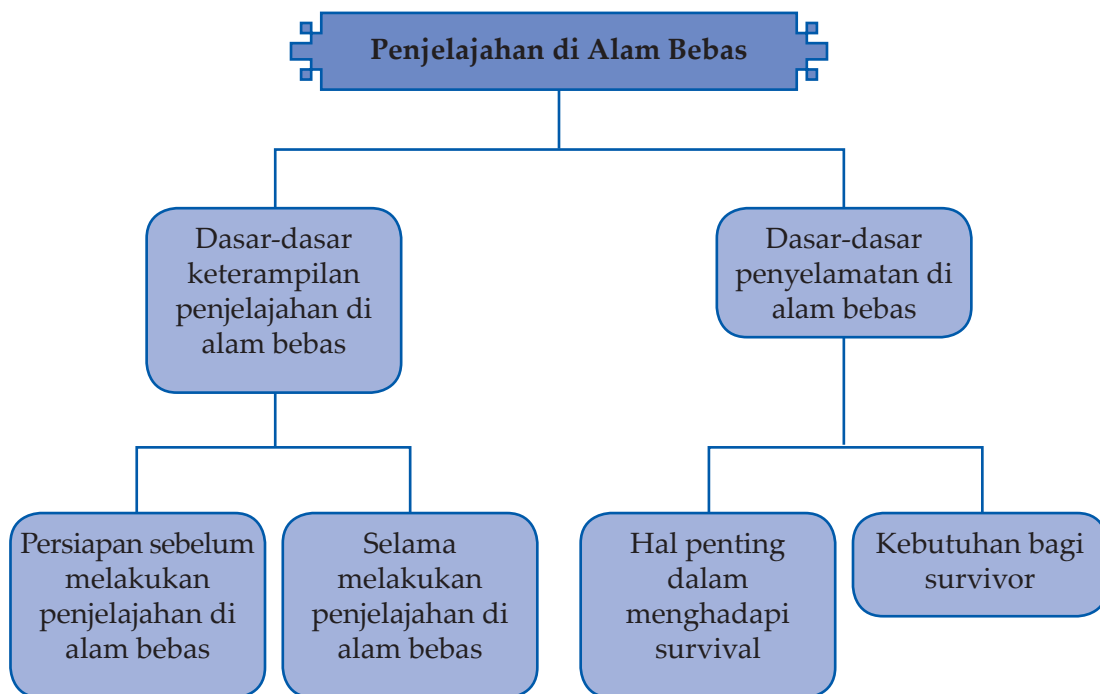 Penjelajahan di Alam Bebas
Dasar-dasar
keterampilan
penjelajahan di
alam bebas
Dasar-dasar
penyelamatan di
alam bebas
Persiapan sebelum
melakukan
penjelajahan di
alam bebas
Selama
melakukan
penjelajahan di
alam bebas
Hal penting
dalam
menghadapi
survival
Kebutuhan bagi
survivor